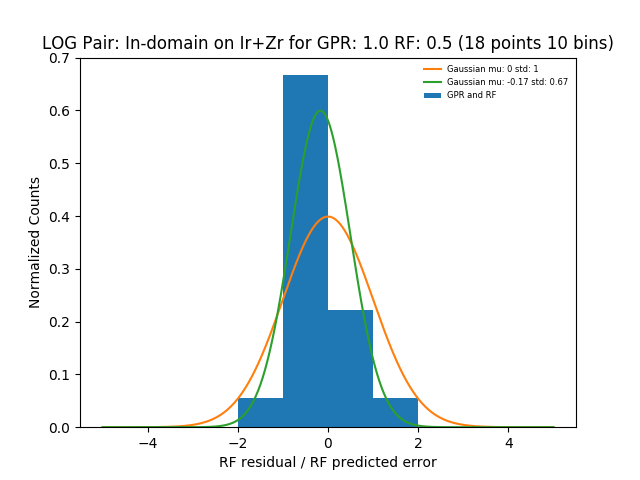 LOG Pair: In-domain on Ir+Zr for GPR: 1.0 RF: 0.5 (18 points 10 bins)
Gaussian mu: 0 std: 1
Gaussian mu: -0.17 std: 0.67
GPR and RF
Normalized Counts
0.7
0.6
0.5
0.4
0.3
0.2
0.1
0.0
−4 −2 0 2 4
RF residual / RF predicted error